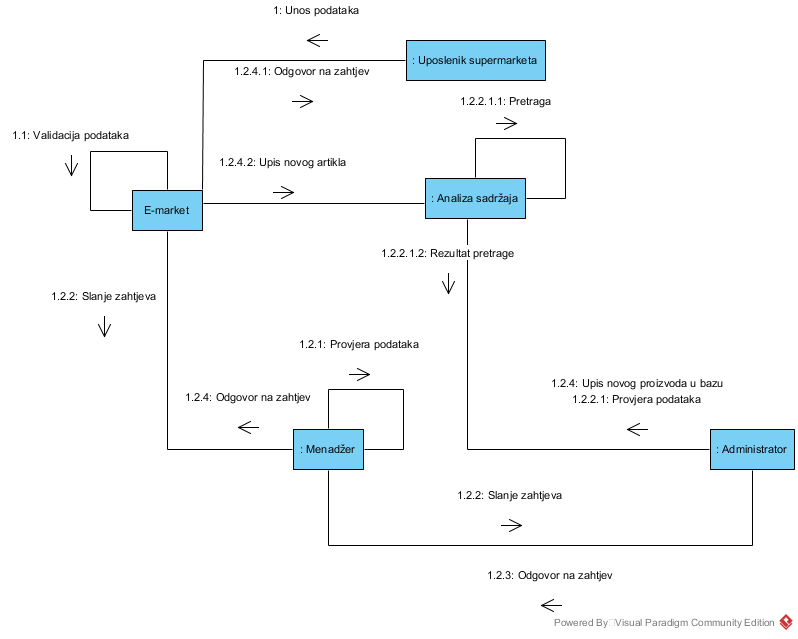 1: Unos podataka
: Uposlenik supermarketa
1.2.4.1: Odgovor na zahtjev
1.2.2.1.1: Pretraga
1.1: Validacija podataka
1.2.4.2: Upis novog artikla
: Analiza sadržaja
E-market
1.2.2.1.2: Rezultat pretrage
1.2.2: Slanje zahtjeva
1.2.1: Provjera podataka
1.2.4: Upis novog proizvoda u bazu
1.2.2.1: Provjera podataka
1.2.4: Odgovor na zahtjev
: Menadžer
: Administrator
1.2.2: Slanje zahtjeva
1.2.3: Odgovor na zahtjev
Powered By Visual Paradigm Community Edition